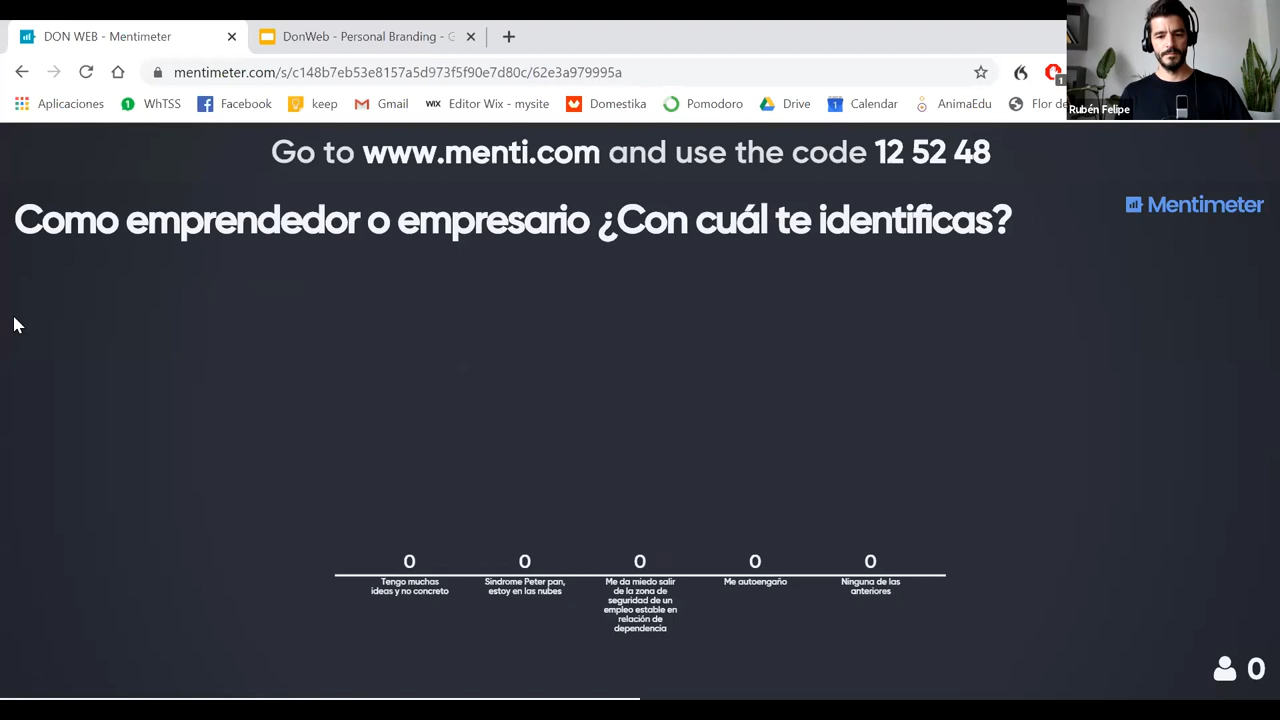 DON WEB - Mentimeter
DonWeb - Personal Branding - G
mentimeter.com/s/c148b7eb53e8157a5d973f5f90e7d80c/62e3a979995a
1
Rubén Felipe
Aplicaciones
1 WhTSS
Facebook
keep
Gmail
WIX Editor Wix - mysite
Domestika
Pomodoro
Drive
1 Calendar
AnimaEdu
Flor de
Go to www.menti.com and use the code 12 52 48
Mentimeter
Como emprendedor o empresario ¿Con cuál te identificas?
0 0 0 0 0
Tengo muchas
ideas y no concreto
Sindrome Peter pan,
estoy en las nubes
Me da miedo salir
de la zona de
seguridad de un
empleo estable en
relación de
dependencia
Me autoengaño
Ninguna de las
anteriores
0